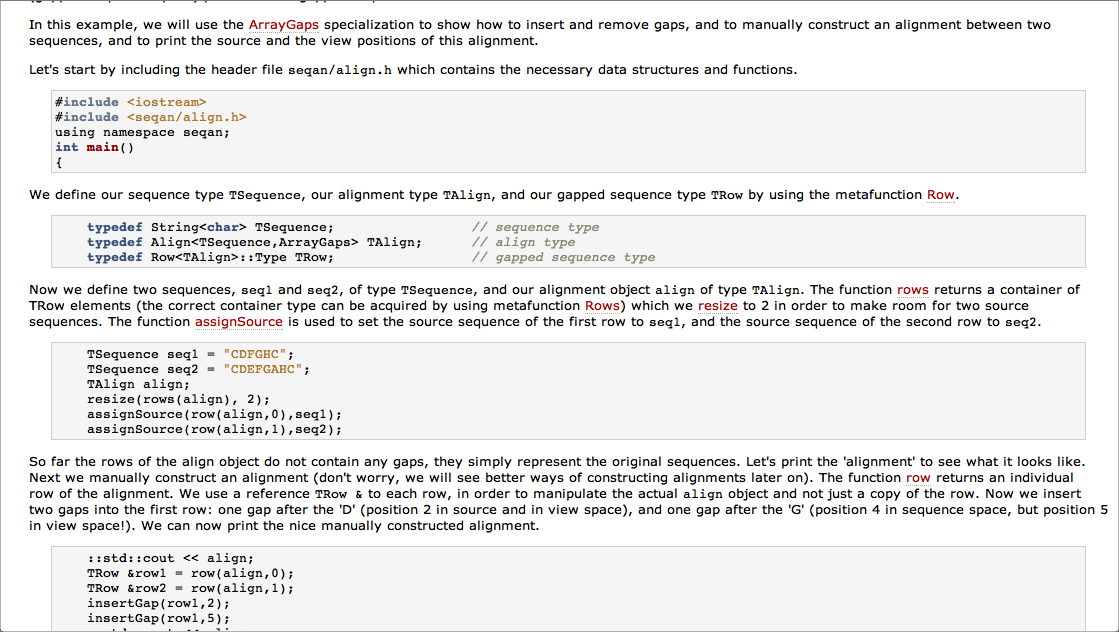 In this example, we will use the ArrayGaps specialization to show how to insert and remove gaps, and to manually construct an alignment between two
sequences, and to print the source and the view positions of this alignment.
Let's start by including the header file seqan/align.h which contains the necessary data structures and functions.
#include <iostream>
#include <seqan/align.h>
using namespace seqan;
int main()
{
We define our sequence type TSequence, our alignment type TAlign, and our gapped sequence type TRow by using the metafunction Row.
typedef String<char> TSequence; // sequence type
typedef Align<TSequence,ArrayGaps> TAlign; // align type
typedef Row<TAlign>::Type TRow; // gapped sequence type
Now we define two sequences, seq1 and seq2, of type TSequence, and our alignment object align of type TAlign. The function rows returns a container of
TRow elements (the correct container type can be acquired by using metafunction Rows) which we resize to 2 in order to make room for two source
sequences. The function assignSource is used to set the source sequence of the first row to seq1, and the source sequence of the second row to seq2.
TSequence seq1 = "CDFGHC";
TSequence seq2 = "CDEFGAHC";
TAlign align;
resize(rows(align), 2);
assignSource(row(align,0),seq1);
assignSource(row(align,1),seq2);
So far the rows of the align object do not contain any gaps, they simply represent the original sequences. Let's print the 'alignment' to see what it looks like.
Next we manually construct an alignment (don't worry, we will see better ways of constructing alignments later on). The function row returns an individual
row of the alignment. We use a reference TRow & to each row, in order to manipulate the actual align object and not just a copy of the row. Now we insert
two gaps into the first row: one gap after the 'D' (position 2 in source and in view space), and one gap after the 'G' (position 4 in sequence space, but position 5
in view space!). We can now print the nice manually constructed alignment.
::std::cout << align;
TRow &row1 = row(align,0);
TRow &row2 = row(align,1);
insertGap(row1,2);
insertGap(row1,5);